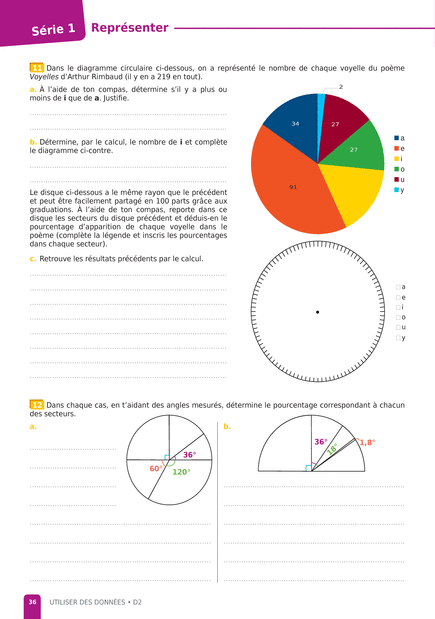 Série 1
Représenter
11 Dans le diagramme circulaire ci-dessous, on a représenté le nombre de chaque voyelle du poème
Voyelles d'Arthur Rimbaud (il y en a 219 en tout).
a. À l'aide de ton compas, détermine s'il y a plus ou
moins de i que de a. Justifie.
b. Détermine, par le calcul, le nombre de i et complète
le diagramme ci-contre.
Le disque ci-dessous a le même rayon que le précédent
et peut être facilement partagé en 100 parts grâce aux
graduations. À l'aide de ton compas, reporte dans ce
disque les secteurs du disque précédent et déduis-en le
pourcentage d'apparition de chaque voyelle dans le
poème (complète la légende et inscris les pourcentages
dans chaque secteur).
c. Retrouve les résultats précédents par le calcul.
2
34
27
27
91
a
e
i
o
u
y
a
e
i
o
u
y
12 Dans chaque cas, en t'aidant des angles mesurés, détermine le pourcentage correspondant à chacun
des secteurs.
a.
36°
60°
120°
b.
36°
18°
1,8°
36
UTILISER DES DONNÉES • D2